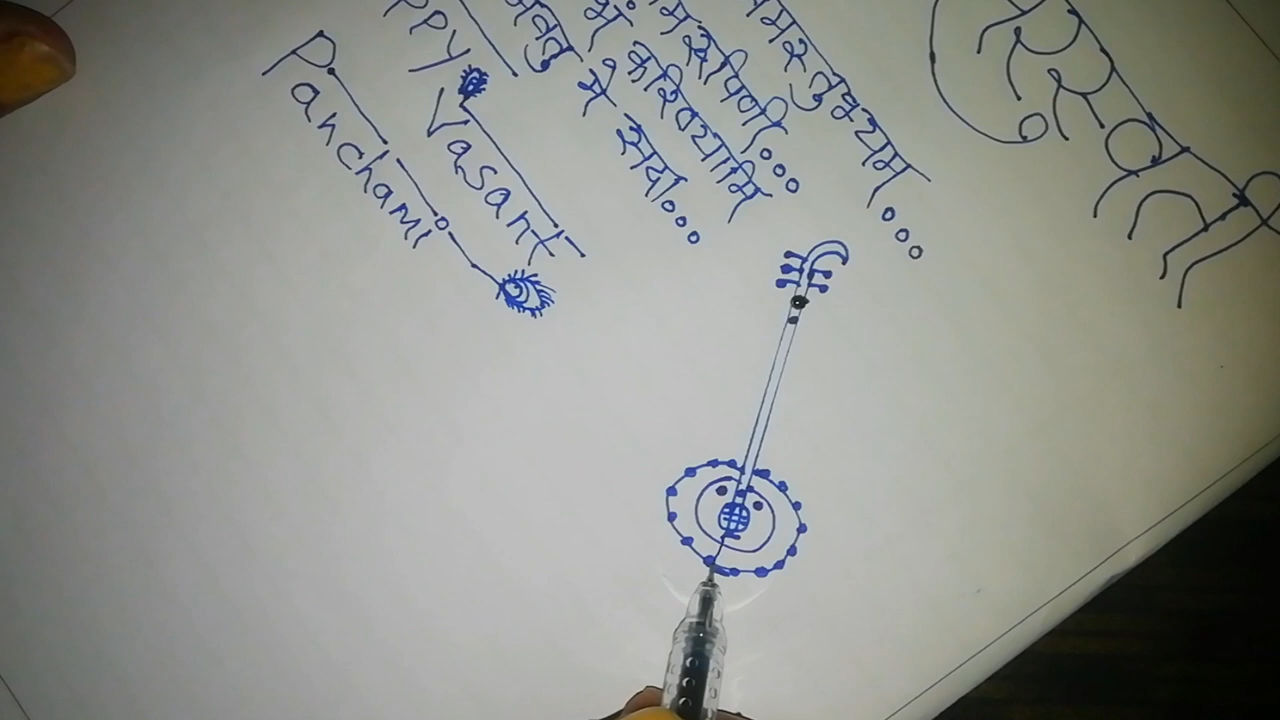 मस्तुभ्यम...
मरूपिणी...
भं करिष्यामि
भवतु मे सदा...
ppy Vasant
Panchami